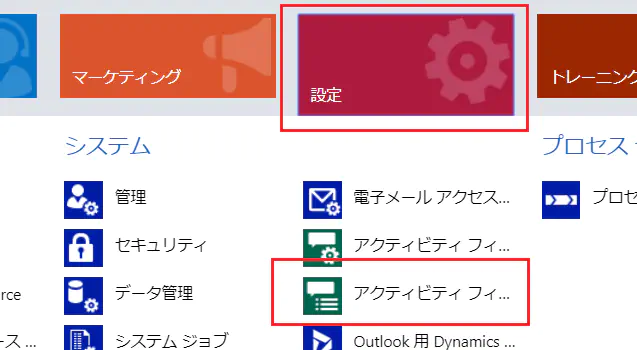 マーケティング
設定
トレーニング
システム
プロセス
管理
電子メール アクセス...
プロセ
セキュリティ
アクティビティ フィ...
rce
データ管理
アクティビティ フィ...
ース ...
システム ジョブ
Outlook 用 Dynamics ...